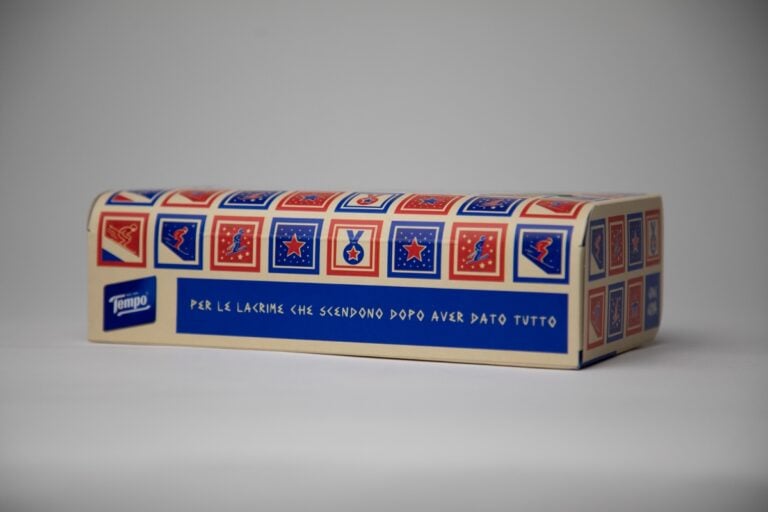 Tempo
PER LE LACRIME CHE SCENDONO DOPO AVER DATO TUTTO